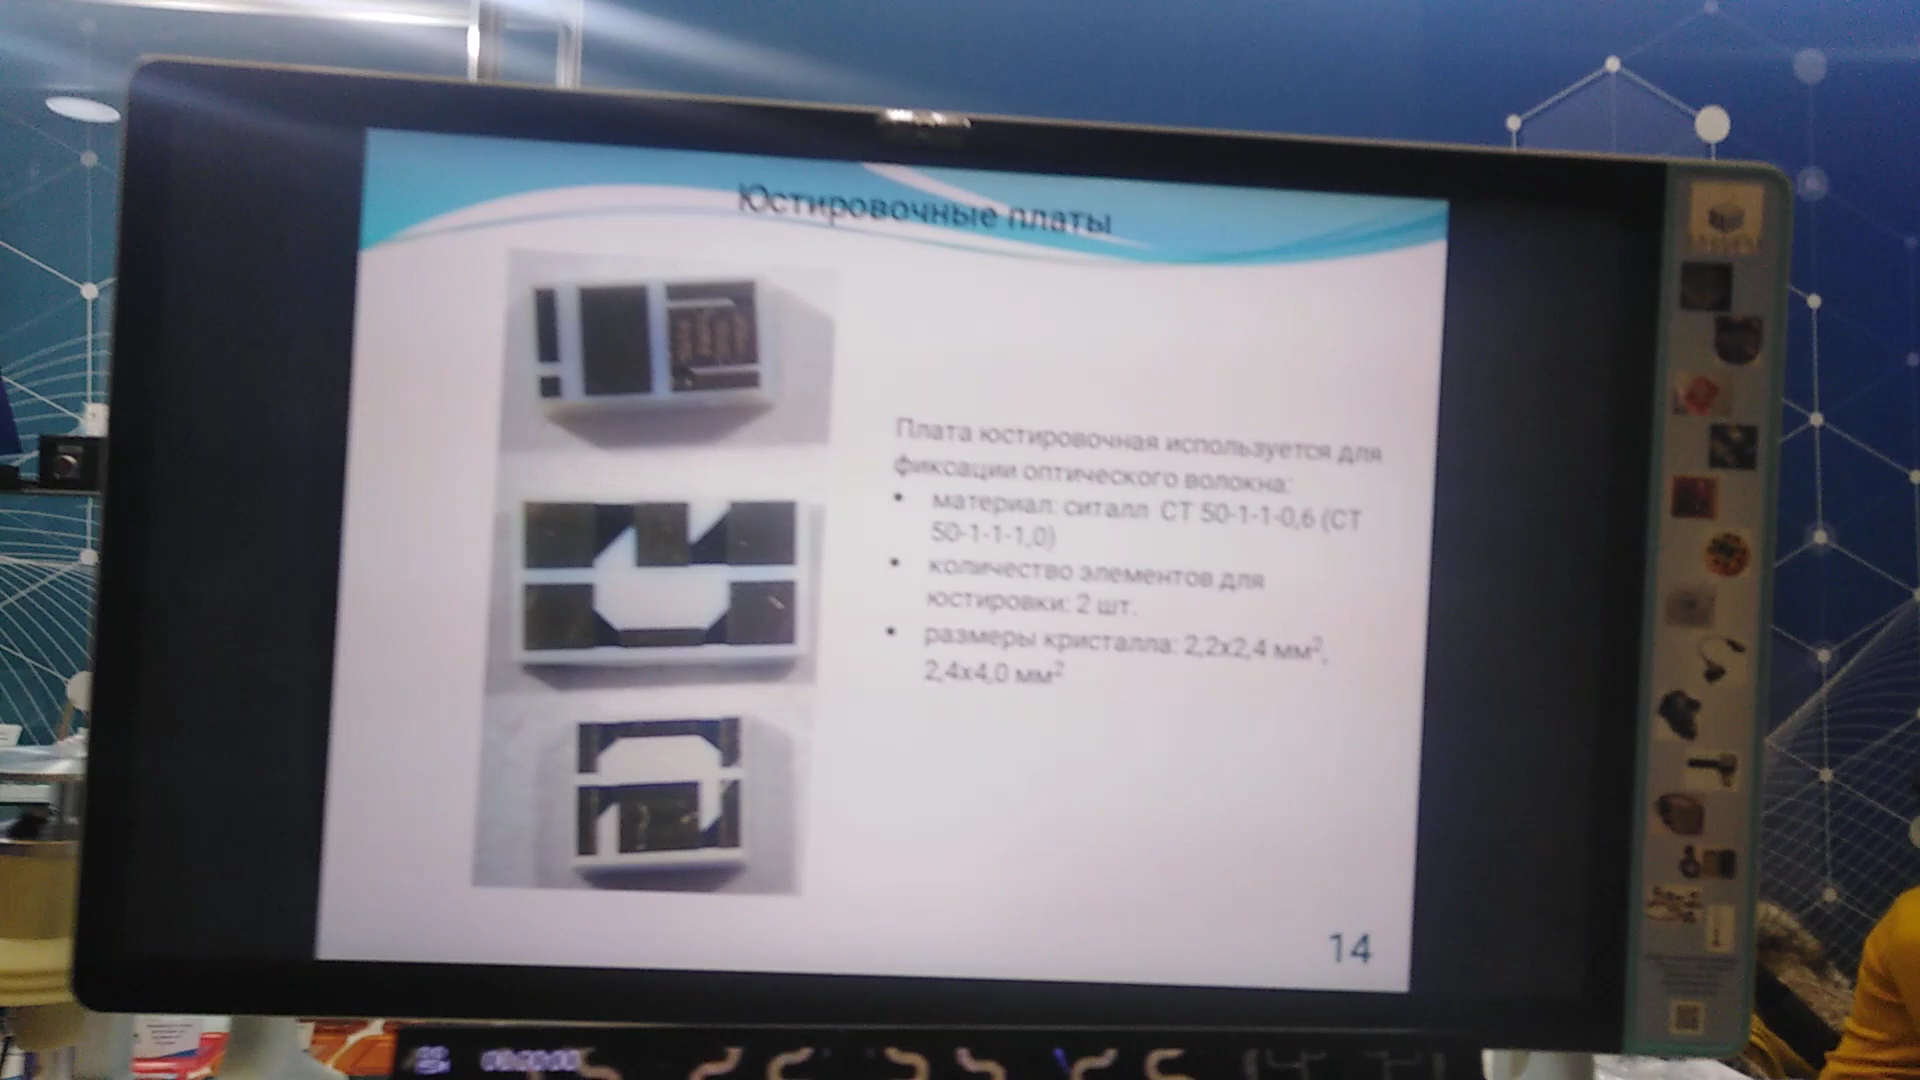 Юстировочные платы
Плата юстировочная используется для
фиксации оптического волокна:
• материал: ситалл СТ 50-1-1-0,6 (СТ
50-1-1-1,0)
• количество элементов для
юстировки: 2 шт.
• размеры кристалла: 2,2х2,4 мм²,
2,4х4,0 мм²
14